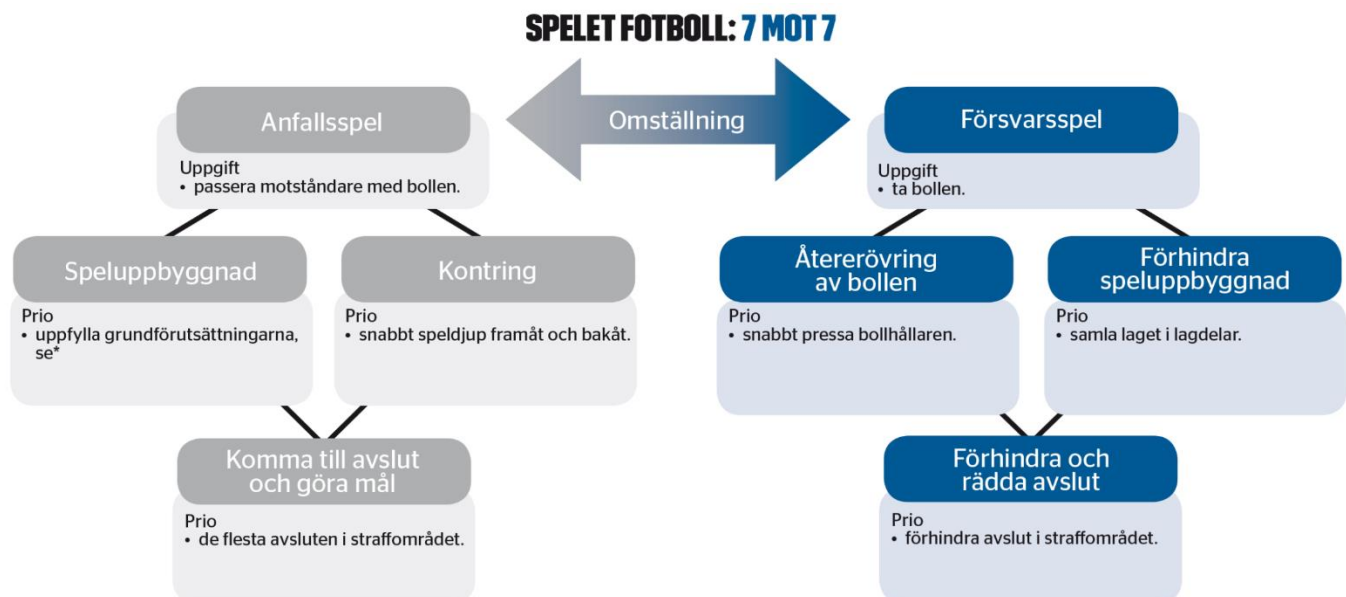 SPELET FOTBOLL: 7 MOT 7
Anfallsspel
Uppgift
• passera motståndare med bollen.
Omställning
Försvarsspel
Uppgift
• ta bollen.
Speluppbyggnad
Prio
• uppfylla grundförutsättningarna,
se*
Kontring
Prio
• snabbt speldjup framåt och bakåt.
Återerövring
av bollen
Prio
• snabbt pressa bollhållaren.
Förhindra
speluppbyggnad
Prio
• samla laget i lagdelar.
Komma till avslut
och göra mål
Prio
• de flesta avsluten i straffområdet.
Förhindra och
rädda avslut
Prio
• förhindra avslut i straffområdet.